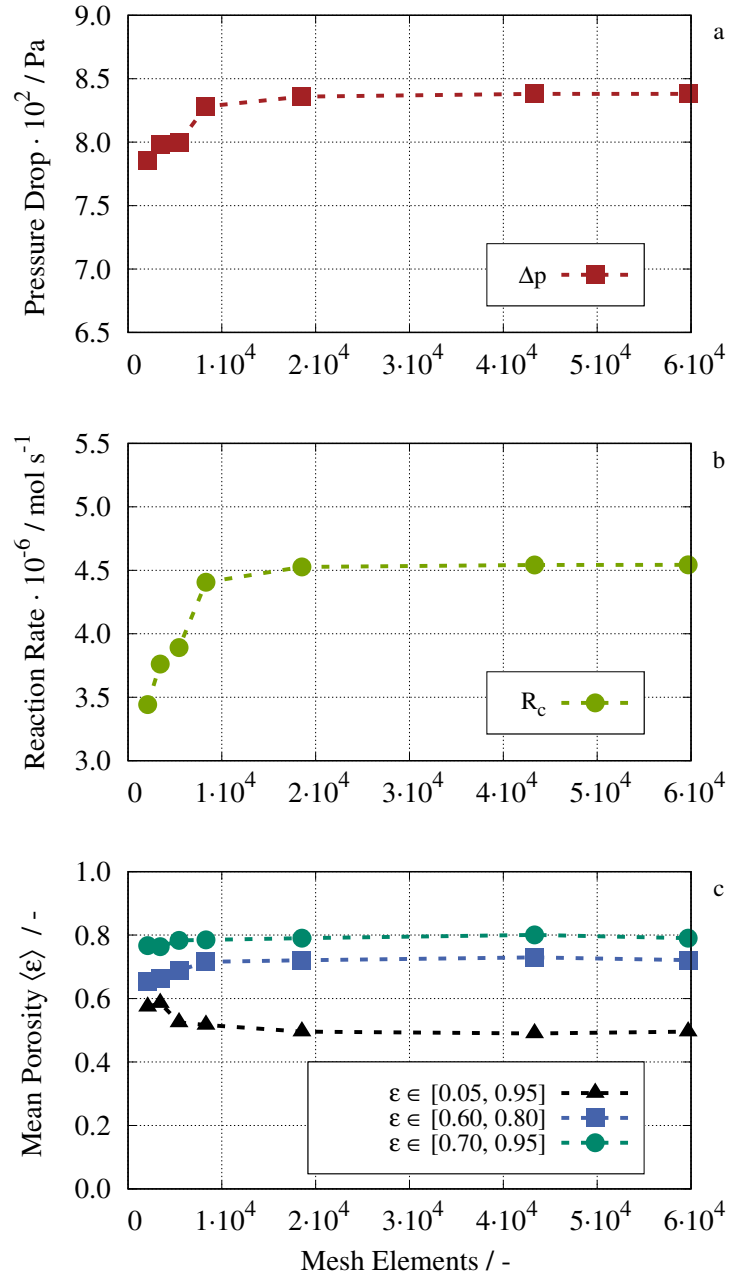 a
Pressure Drop · 10² / Pa
9.0
8.5
8.0
7.5
7.0
6.5
Δp
0 1·10⁴ 2·10⁴ 3·10⁴ 4·10⁴ 5·10⁴ 6·10⁴
b
Reaction Rate · 10⁻⁶ / mol s⁻¹
5.5
5.0
4.5
4.0
3.5
3.0
R_c
0 1·10⁴ 2·10⁴ 3·10⁴ 4·10⁴ 5·10⁴ 6·10⁴
c
Mean Porosity ⟨ε⟩ / -
1.0
0.8
0.6
0.4
0.2
0.0
ε ∈ [0.05, 0.95]
ε ∈ [0.60, 0.80]
ε ∈ [0.70, 0.95]
0 1·10⁴ 2·10⁴ 3·10⁴ 4·10⁴ 5·10⁴ 6·10⁴
Mesh Elements / -